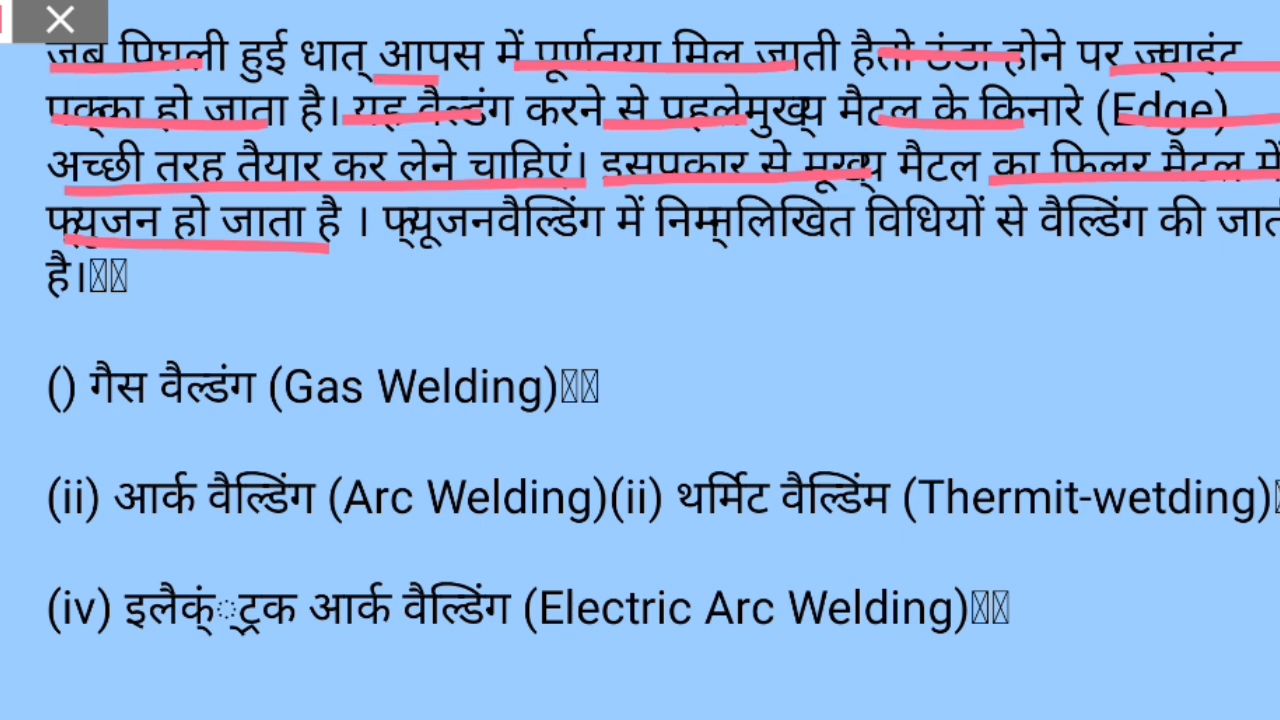 जब पिघली हुई धात् आपस में पूर्णतया मिल जाती हैतो ठंडा होने पर ज्वाइंट
पक्का हो जाता है। यह वैल्डंग करने से पहलेमुख्य मैटल के किनारे (Edge)
अच्छी तरह तैयार कर लेने चाहिएं। इसप्रकार से मूख्य मैटल का फिलर मैटल में
फ्यूजन हो जाता है । फ्यूजनवैल्डिंग में निम्नलिखित विधियों से वैल्डिंग की जाती
है।
() गैस वैल्डंग (Gas Welding)
(ii) आर्क वैल्डिंग (Arc Welding)(ii) थर्मिट वैल्डिंम (Thermit-wetding)
(iv) इलैक्ं्ट्रक आर्क वैल्डिंग (Electric Arc Welding)